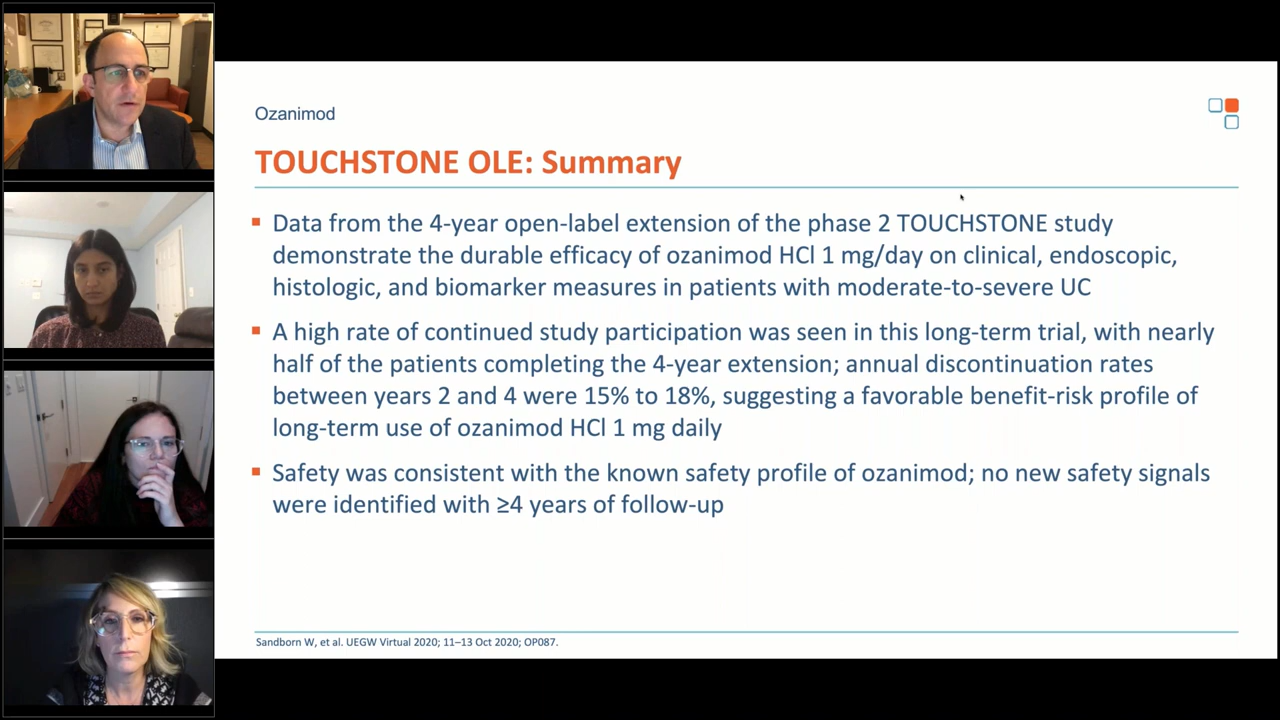 Ozanimod
TOUCHSTONE OLE: Summary
Data from the 4-year open-label extension of the phase 2 TOUCHSTONE study
demonstrate the durable efficacy of ozanimod HCl 1 mg/day on clinical, endoscopic,
histologic, and biomarker measures in patients with moderate-to-severe UC
A high rate of continued study participation was seen in this long-term trial, with nearly
half of the patients completing the 4-year extension; annual discontinuation rates
between years 2 and 4 were 15% to 18%, suggesting a favorable benefit-risk profile of
long-term use of ozanimod HCl 1 mg daily
Safety was consistent with the known safety profile of ozanimod; no new safety signals
were identified with ≥4 years of follow-up
Sandborn W, et al. UEGW Virtual 2020; 11–13 Oct 2020; OP087.